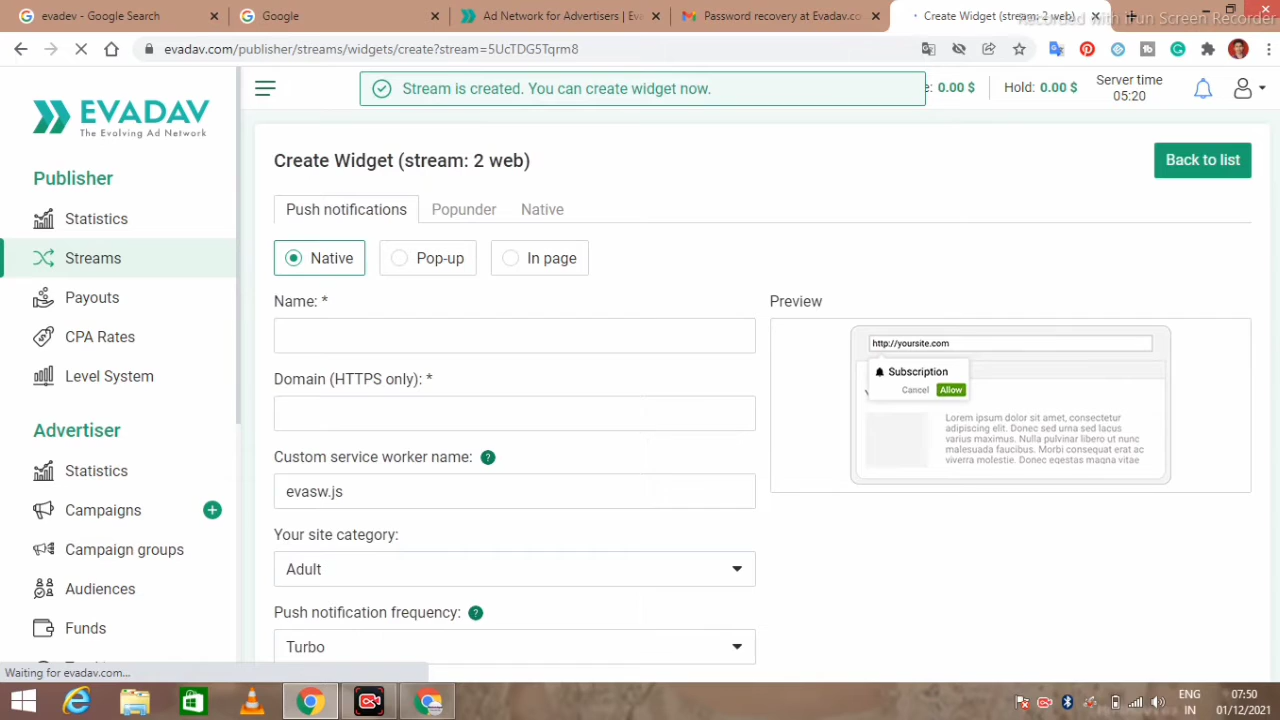 evadev - Google Search
Google
Ad Network for Advertisers | Ev
Password recovery at Evadav.co
Create Widget (stream: 2 web)
Recorded with iFun Screen Recorder
evadav.com/publisher/streams/widgets/create?stream=5UcTDG5Tqrm8
EVADAV
The Evolving Ad Network
Stream is created. You can create widget now.
e: 0.00 $
Hold: 0.00 $
Server time
05:20
Publisher
Statistics
Streams
Payouts
CPA Rates
Level System
Advertiser
Statistics
Campaigns
Campaign groups
Audiences
Funds
Create Widget (stream: 2 web)
Back to list
Push notifications
Popunder
Native
Native
Pop-up
In page
Name: *
Domain (HTTPS only): *
Custom service worker name: ?
evasw.js
Your site category:
Adult
Push notification frequency: ?
Turbo
Preview
http://yoursite.com
Subscription
Cancel
Allow
Lorem ipsum dolor sit amet, consectetur
adipiscing elit. Donec sed urna sed lacus
varius maximus. Nulla pulvinar libero ut nunc
malesuada faucibus. Morbi consequat erat ac
viverra molestie. Donec egestas magna vitae
Waiting for evadav.com...
ENG
IN
07:50
01/12/2021